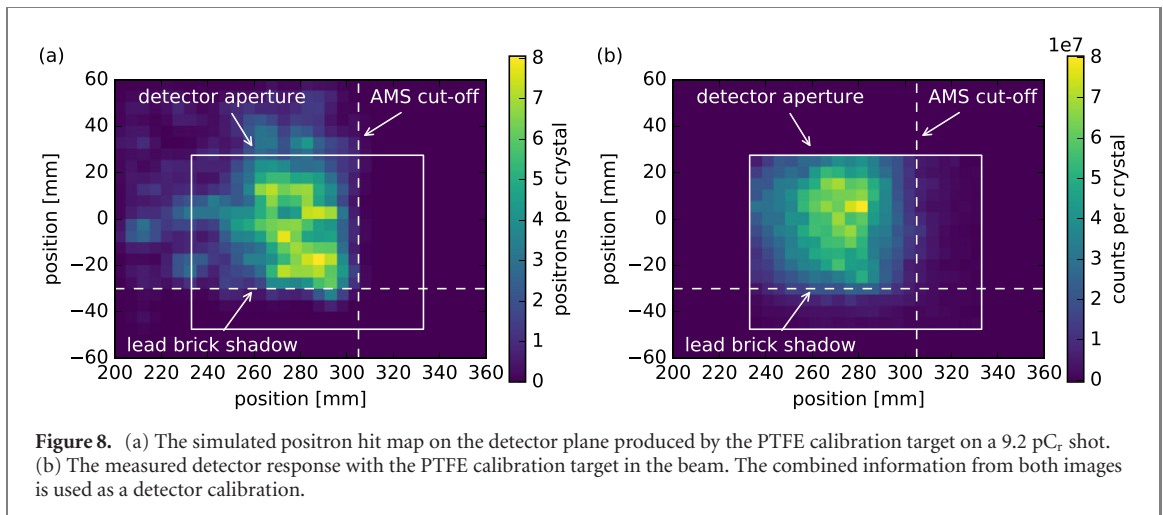 (a)
60
40
20
0
−20
−40
−60
position [mm]
detector aperture
AMS cut-off
lead brick shadow
200 220 240 260 280 300 320 340 360
position [mm]
8
7
6
5
4
3
2
1
0
positrons per crystal
(b)
60
40
20
0
−20
−40
−60
position [mm]
detector aperture
AMS cut-off
lead brick shadow
200 220 240 260 280 300 320 340 360
position [mm]
1e7
8
7
6
5
4
3
2
1
0
counts per crystal
Figure 8. (a) The simulated positron hit map on the detector plane produced by the PTFE calibration target on a 9.2 pCr shot.
(b) The measured detector response with the PTFE calibration target in the beam. The combined information from both images
is used as a detector calibration.